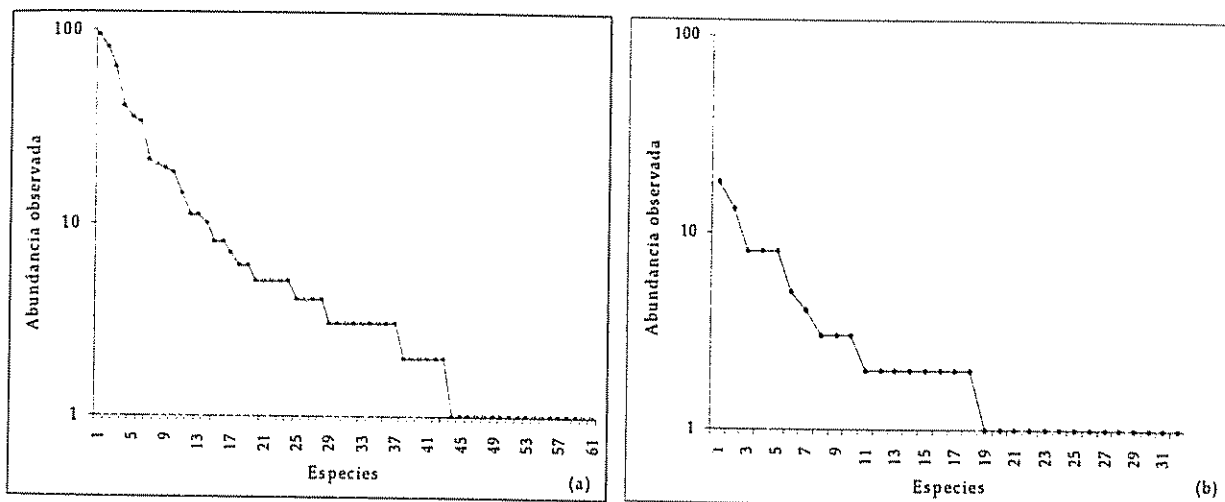 100
10
1
Abundancia observada
1 5 9 13 17 21 25 29 33 37 41 45 49 53 57 61
Especies
(a)
100
10
1
Abundancia observada
1 3 5 7 9 11 13 15 17 19 21 23 25 27 29 31
Especies
(b)